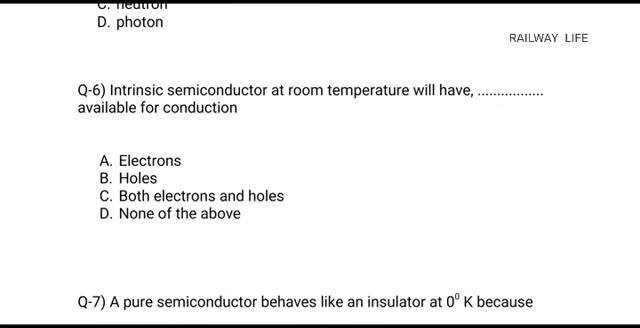 C. neutron
D. photon
RAILWAY LIFE
Q-6) Intrinsic semiconductor at room temperature will have, .................
available for conduction
A. Electrons
B. Holes
C. Both electrons and holes
D. None of the above
Q-7) A pure semiconductor behaves like an insulator at 0⁰ K because